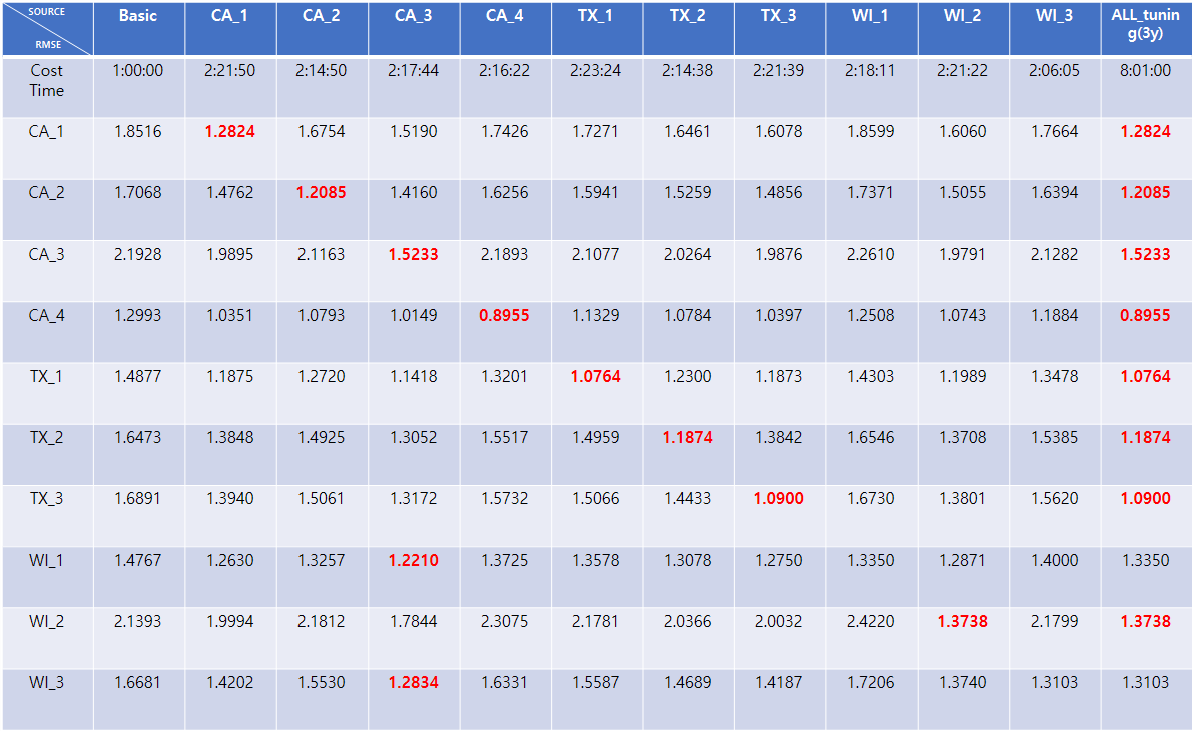 SOURCE
RMSE
Basic CA_1 CA_2 CA_3 CA_4 TX_1 TX_2 TX_3 WI_1 WI_2 WI_3 ALL_tunin
g(3y)
Cost
Time
1:00:00 2:21:50 2:14:50 2:17:44 2:16:22 2:23:24 2:14:38 2:21:39 2:18:11 2:21:22 2:06:05 8:01:00
CA_1 1.8516 1.2824 1.6754 1.5190 1.7426 1.7271 1.6461 1.6078 1.8599 1.6060 1.7664 1.2824
CA_2 1.7068 1.4762 1.2085 1.4160 1.6256 1.5941 1.5259 1.4856 1.7371 1.5055 1.6394 1.2085
CA_3 2.1928 1.9895 2.1163 1.5233 2.1893 2.1077 2.0264 1.9876 2.2610 1.9791 2.1282 1.5233
CA_4 1.2993 1.0351 1.0793 1.0149 0.8955 1.1329 1.0784 1.0397 1.2508 1.0743 1.1884 0.8955
TX_1 1.4877 1.1875 1.2720 1.1418 1.3201 1.0764 1.2300 1.1873 1.4303 1.1989 1.3478 1.0764
TX_2 1.6473 1.3848 1.4925 1.3052 1.5517 1.4959 1.1874 1.3842 1.6546 1.3708 1.5385 1.1874
TX_3 1.6891 1.3940 1.5061 1.3172 1.5732 1.5066 1.4433 1.0900 1.6730 1.3801 1.5620 1.0900
WI_1 1.4767 1.2630 1.3257 1.2210 1.3725 1.3578 1.3078 1.2750 1.3350 1.2871 1.4000 1.3350
WI_2 2.1393 1.9994 2.1812 1.7844 2.3075 2.1781 2.0366 2.0032 2.4220 1.3738 2.1799 1.3738
WI_3 1.6681 1.4202 1.5530 1.2834 1.6331 1.5587 1.4689 1.4187 1.7206 1.3740 1.3103 1.3103